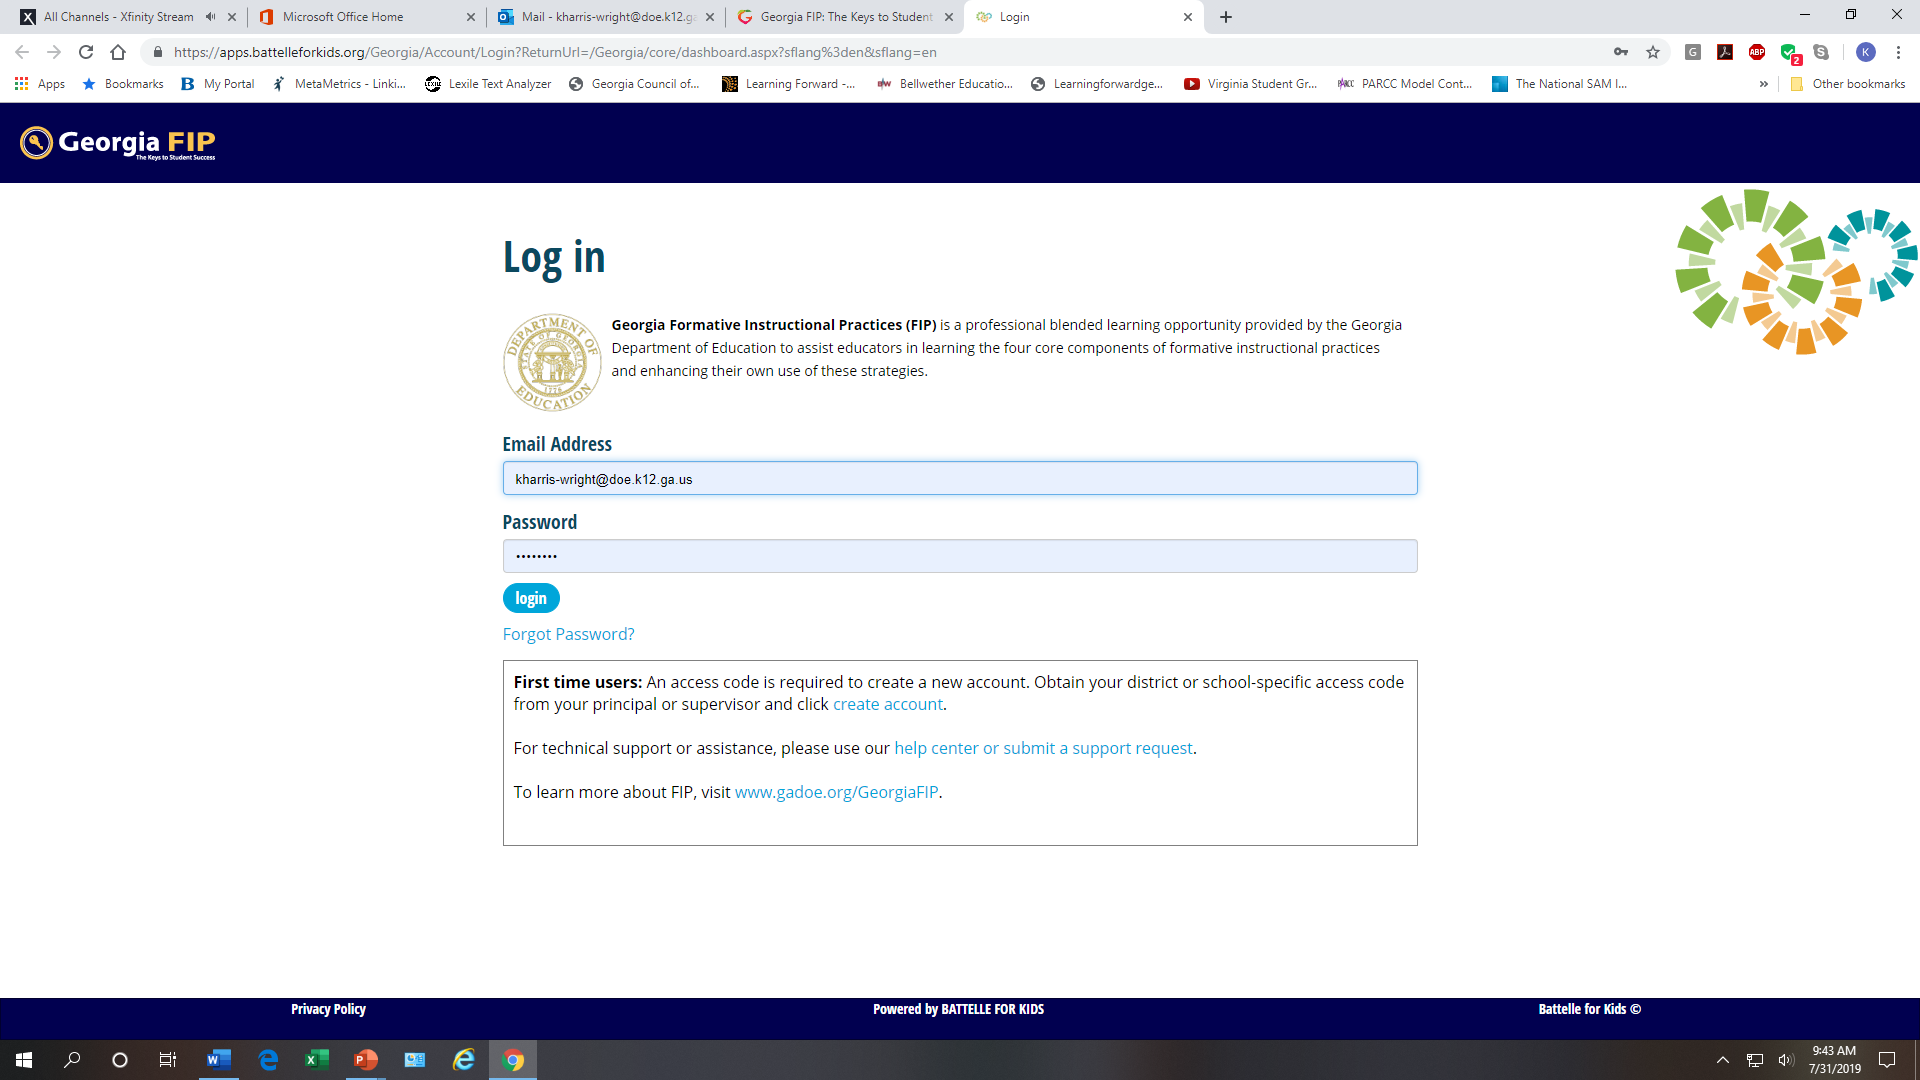 All Channels - Xfinity Stream
Microsoft Office Home
Mail - kharris-wright@doe.k12.ga
Georgia FIP: The Keys to Student
Login
https://apps.battelleforkids.org/Georgia/Account/Login?ReturnUrl=/Georgia/core/dashboard.aspx?sflang%3den&sflang=en
G
ABP
2
K
Apps
Bookmarks
B My Portal
MetaMetrics - Linki...
Lexile Text Analyzer
Georgia Council of...
Learning Forward -...
Bellwether Educatio...
Learningforwardge...
Virginia Student Gr...
PARCC Model Cont...
The National SAM I...
»
Other bookmarks
Georgia FIP
The Keys to Student Success
Log in
DEPARTMENT OF
STATE OF GEORGIA
1776
EDUCATION
Georgia Formative Instructional Practices (FIP) is a professional blended learning opportunity provided by the Georgia
Department of Education to assist educators in learning the four core components of formative instructional practices
and enhancing their own use of these strategies.
Email Address
kharris-wright@doe.k12.ga.us
Password
••••••••
login
Forgot Password?
First time users: An access code is required to create a new account. Obtain your district or school-specific access code
from your principal or supervisor and click create account.
For technical support or assistance, please use our help center or submit a support request.
To learn more about FIP, visit www.gadoe.org/GeorgiaFIP.
Privacy Policy
Powered by BATTELLE FOR KIDS
Battelle for Kids ©
9:43 AM
7/31/2019